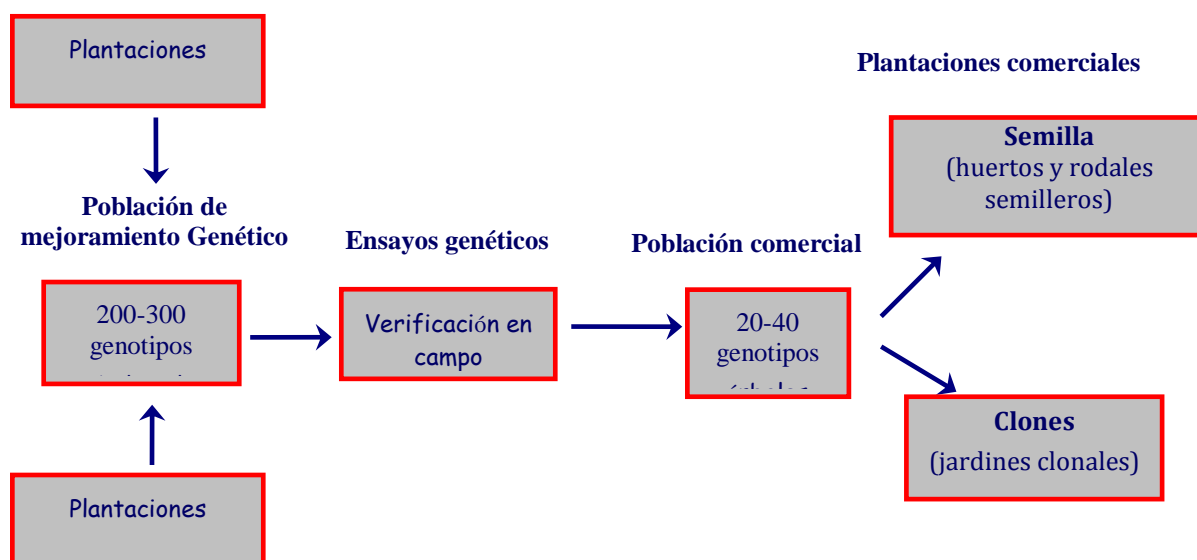 Plantaciones
Plantaciones comerciales
Semilla
(huertos y rodales
semilleros)
Población de
mejoramiento Genético
Ensayos genéticos
Población comercial
200-300
genotipos
Verificación en
campo
20-40
genotipos
Clones
(jardines clonales)
Plantaciones